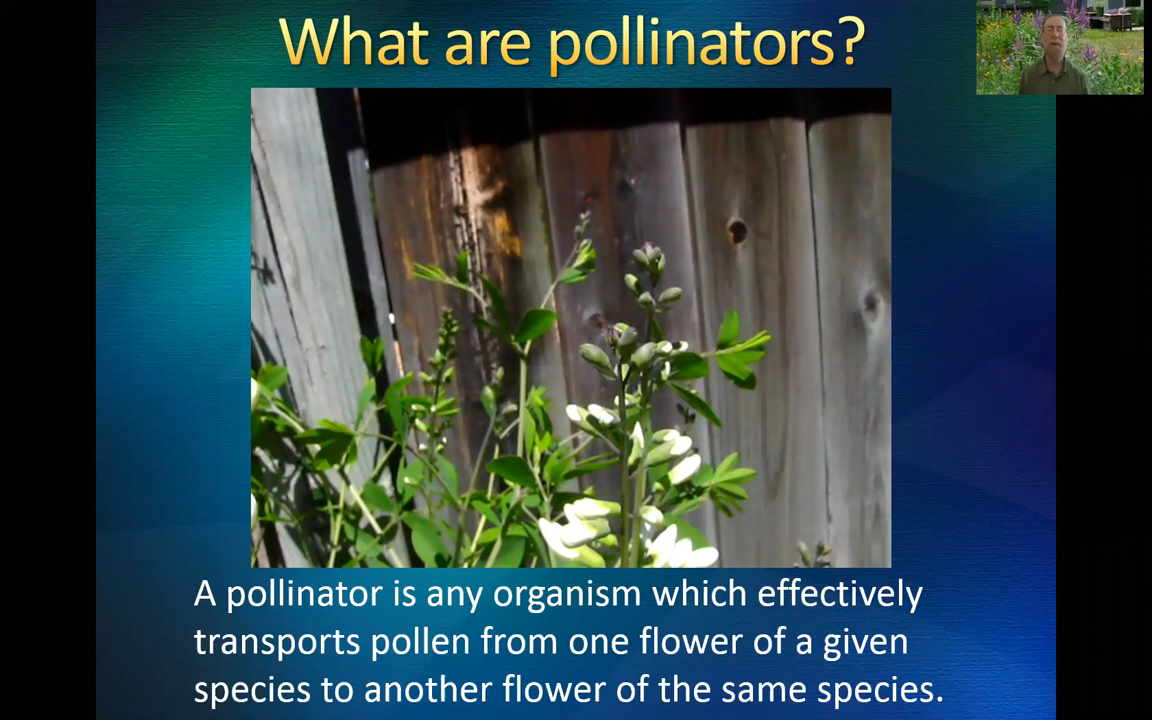 What are pollinators?
A pollinator is any organism which effectively
transports pollen from one flower of a given
species to another flower of the same species.